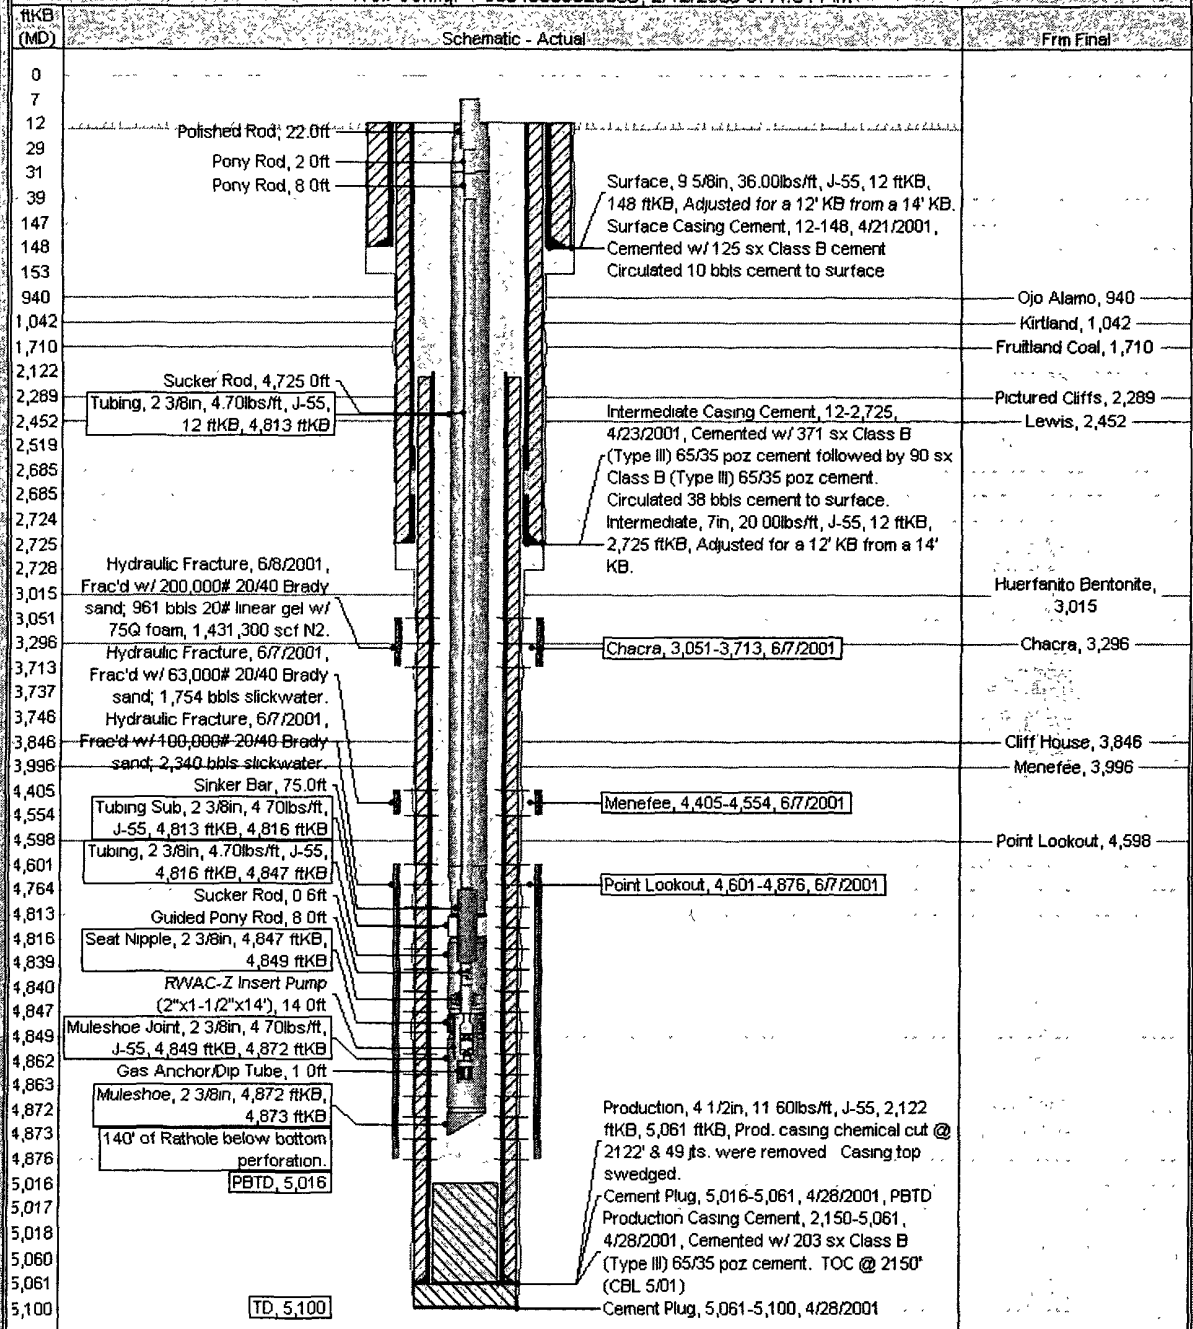 ftKB
(MD)
Schematic - Actual
Frm Final
0
7
12
29
31
39
147
148
153
940
1,042
1,710
2,122
2,289
2,452
2,519
2,685
2,685
2,724
2,725
2,728
3,015
3,051
3,296
3,713
3,737
3,746
3,846
3,996
4,405
4,554
4,598
4,601
4,764
4,813
4,816
4,839
4,840
4,847
4,849
4,862
4,863
4,872
4,873
4,876
5,016
5,017
5,018
5,060
5,061
5,100
Polished Rod, 22.0ft
Pony Rod, 2 0ft
Pony Rod, 8 0ft
Sucker Rod, 4,725 0ft
Tubing, 2 3/8in, 4.70lbs/ft, J-55,
12 ftKB, 4,813 ftKB
Hydraulic Fracture, 6/8/2001,
Frac'd w/ 200,000# 20/40 Brady
sand; 961 bbls 20# linear gel w/
75Q foam, 1,431,300 scf N2.
Hydraulic Fracture, 6/7/2001,
Frac'd w/ 63,000# 20/40 Brady
sand; 1,754 bbls slickwater.
Hydraulic Fracture, 6/7/2001,
Frac'd w/ 100,000# 20/40 Brady
sand; 2,340 bbls slickwater.
Sinker Bar, 75.0ft
Tubing Sub, 2 3/8in, 4 70lbs/ft,
J-55, 4,813 ftKB, 4,816 ftKB
Tubing, 2 3/8in, 4.70lbs/ft, J-55,
4,816 ftKB, 4,847 ftKB
Sucker Rod, 0 6ft
Guided Pony Rod, 8 0ft
Seat Nipple, 2 3/8in, 4,847 ftKB,
4,849 ftKB
RWAC-Z Insert Pump
(2"x1-1/2"x14'), 14 0ft
Muleshoe Joint, 2 3/8in, 4 70lbs/ft,
J-55, 4,849 ftKB, 4,872 ftKB
Gas Anchor/Dip Tube, 1 0ft
Muleshoe, 2 3/8in, 4,872 ftKB,
4,873 ftKB
140' of Rathole below bottom
perforation.
PBTD, 5,016
TD, 5,100
Surface, 9 5/8in, 36.00lbs/ft, J-55, 12 ftKB,
148 ftKB, Adjusted for a 12' KB from a 14' KB.
Surface Casing Cement, 12-148, 4/21/2001,
Cemented w/ 125 sx Class B cement
Circulated 10 bbls cement to surface
Intermediate Casing Cement, 12-2,725,
4/23/2001, Cemented w/ 371 sx Class B
(Type III) 65/35 poz cement followed by 90 sx
Class B (Type III) 65/35 poz cement.
Circulated 38 bbls cement to surface.
Intermediate, 7in, 20 00lbs/ft, J-55, 12 ftKB,
2,725 ftKB, Adjusted for a 12' KB from a 14'
KB.
Chacra, 3,051-3,713, 6/7/2001
Menefee, 4,405-4,554, 6/7/2001
Point Lookout, 4,601-4,876, 6/7/2001
Production, 4 1/2in, 11 60lbs/ft, J-55, 2,122
ftKB, 5,061 ftKB, Prod. casing chemical cut @
2122' & 49 jts. were removed Casing top
swedged.
Cement Plug, 5,016-5,061, 4/28/2001, PBTD
Production Casing Cement, 2,150-5,061,
4/28/2001, Cemented w/ 203 sx Class B
(Type III) 65/35 poz cement. TOC @ 2150'
(CBL 5/01)
Cement Plug, 5,061-5,100, 4/28/2001
Ojo Alamo, 940
Kirtland, 1,042
Fruitland Coal, 1,710
Pictured Cliffs, 2,289
Lewis, 2,452
Huerfanito Bentonite,
3,015
Chacra, 3,296
Cliff House, 3,846
Menefee, 3,996
Point Lookout, 4,598